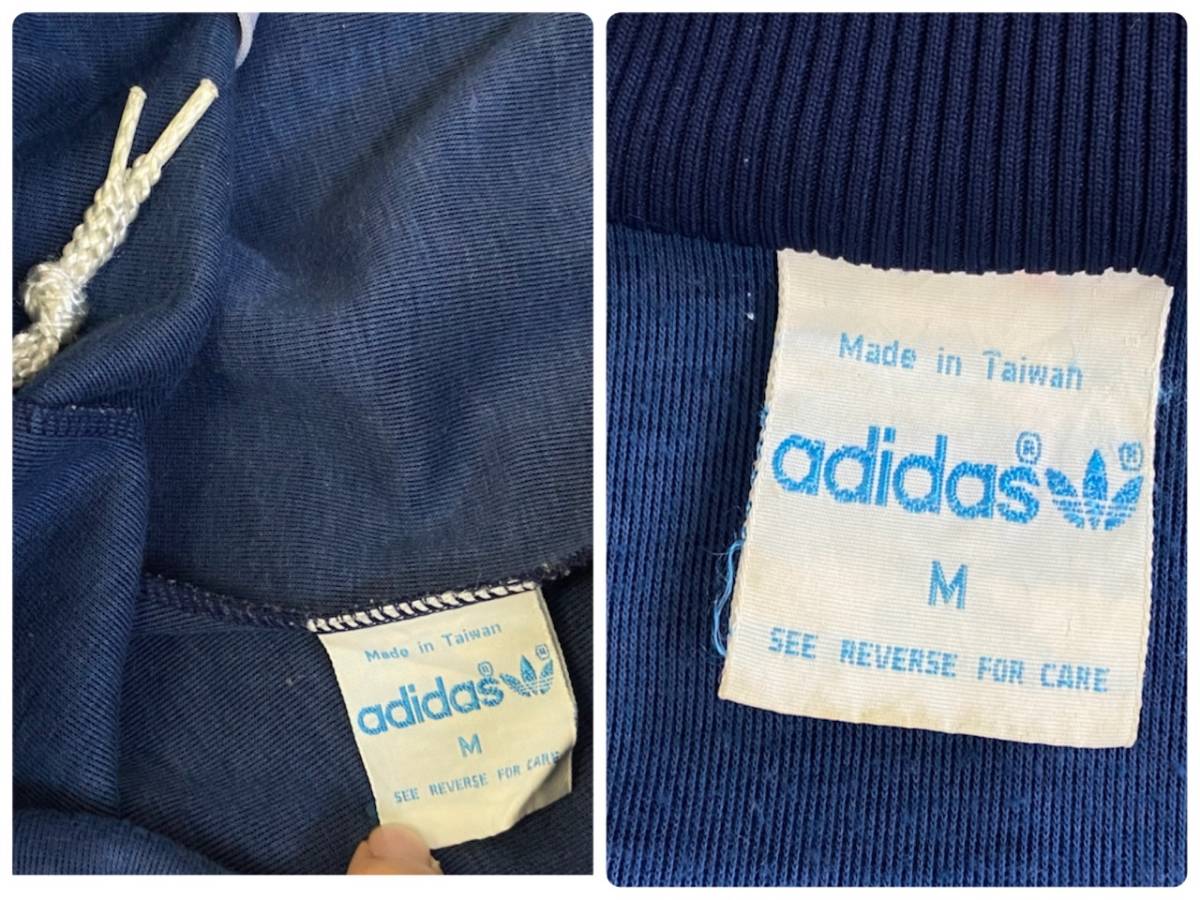 Made in Taiwan
adidas®®
M
SEE REVERSE FOR CARE
Made in Taiwan
adidas®®
M
SEE REVERSE FOR CARE